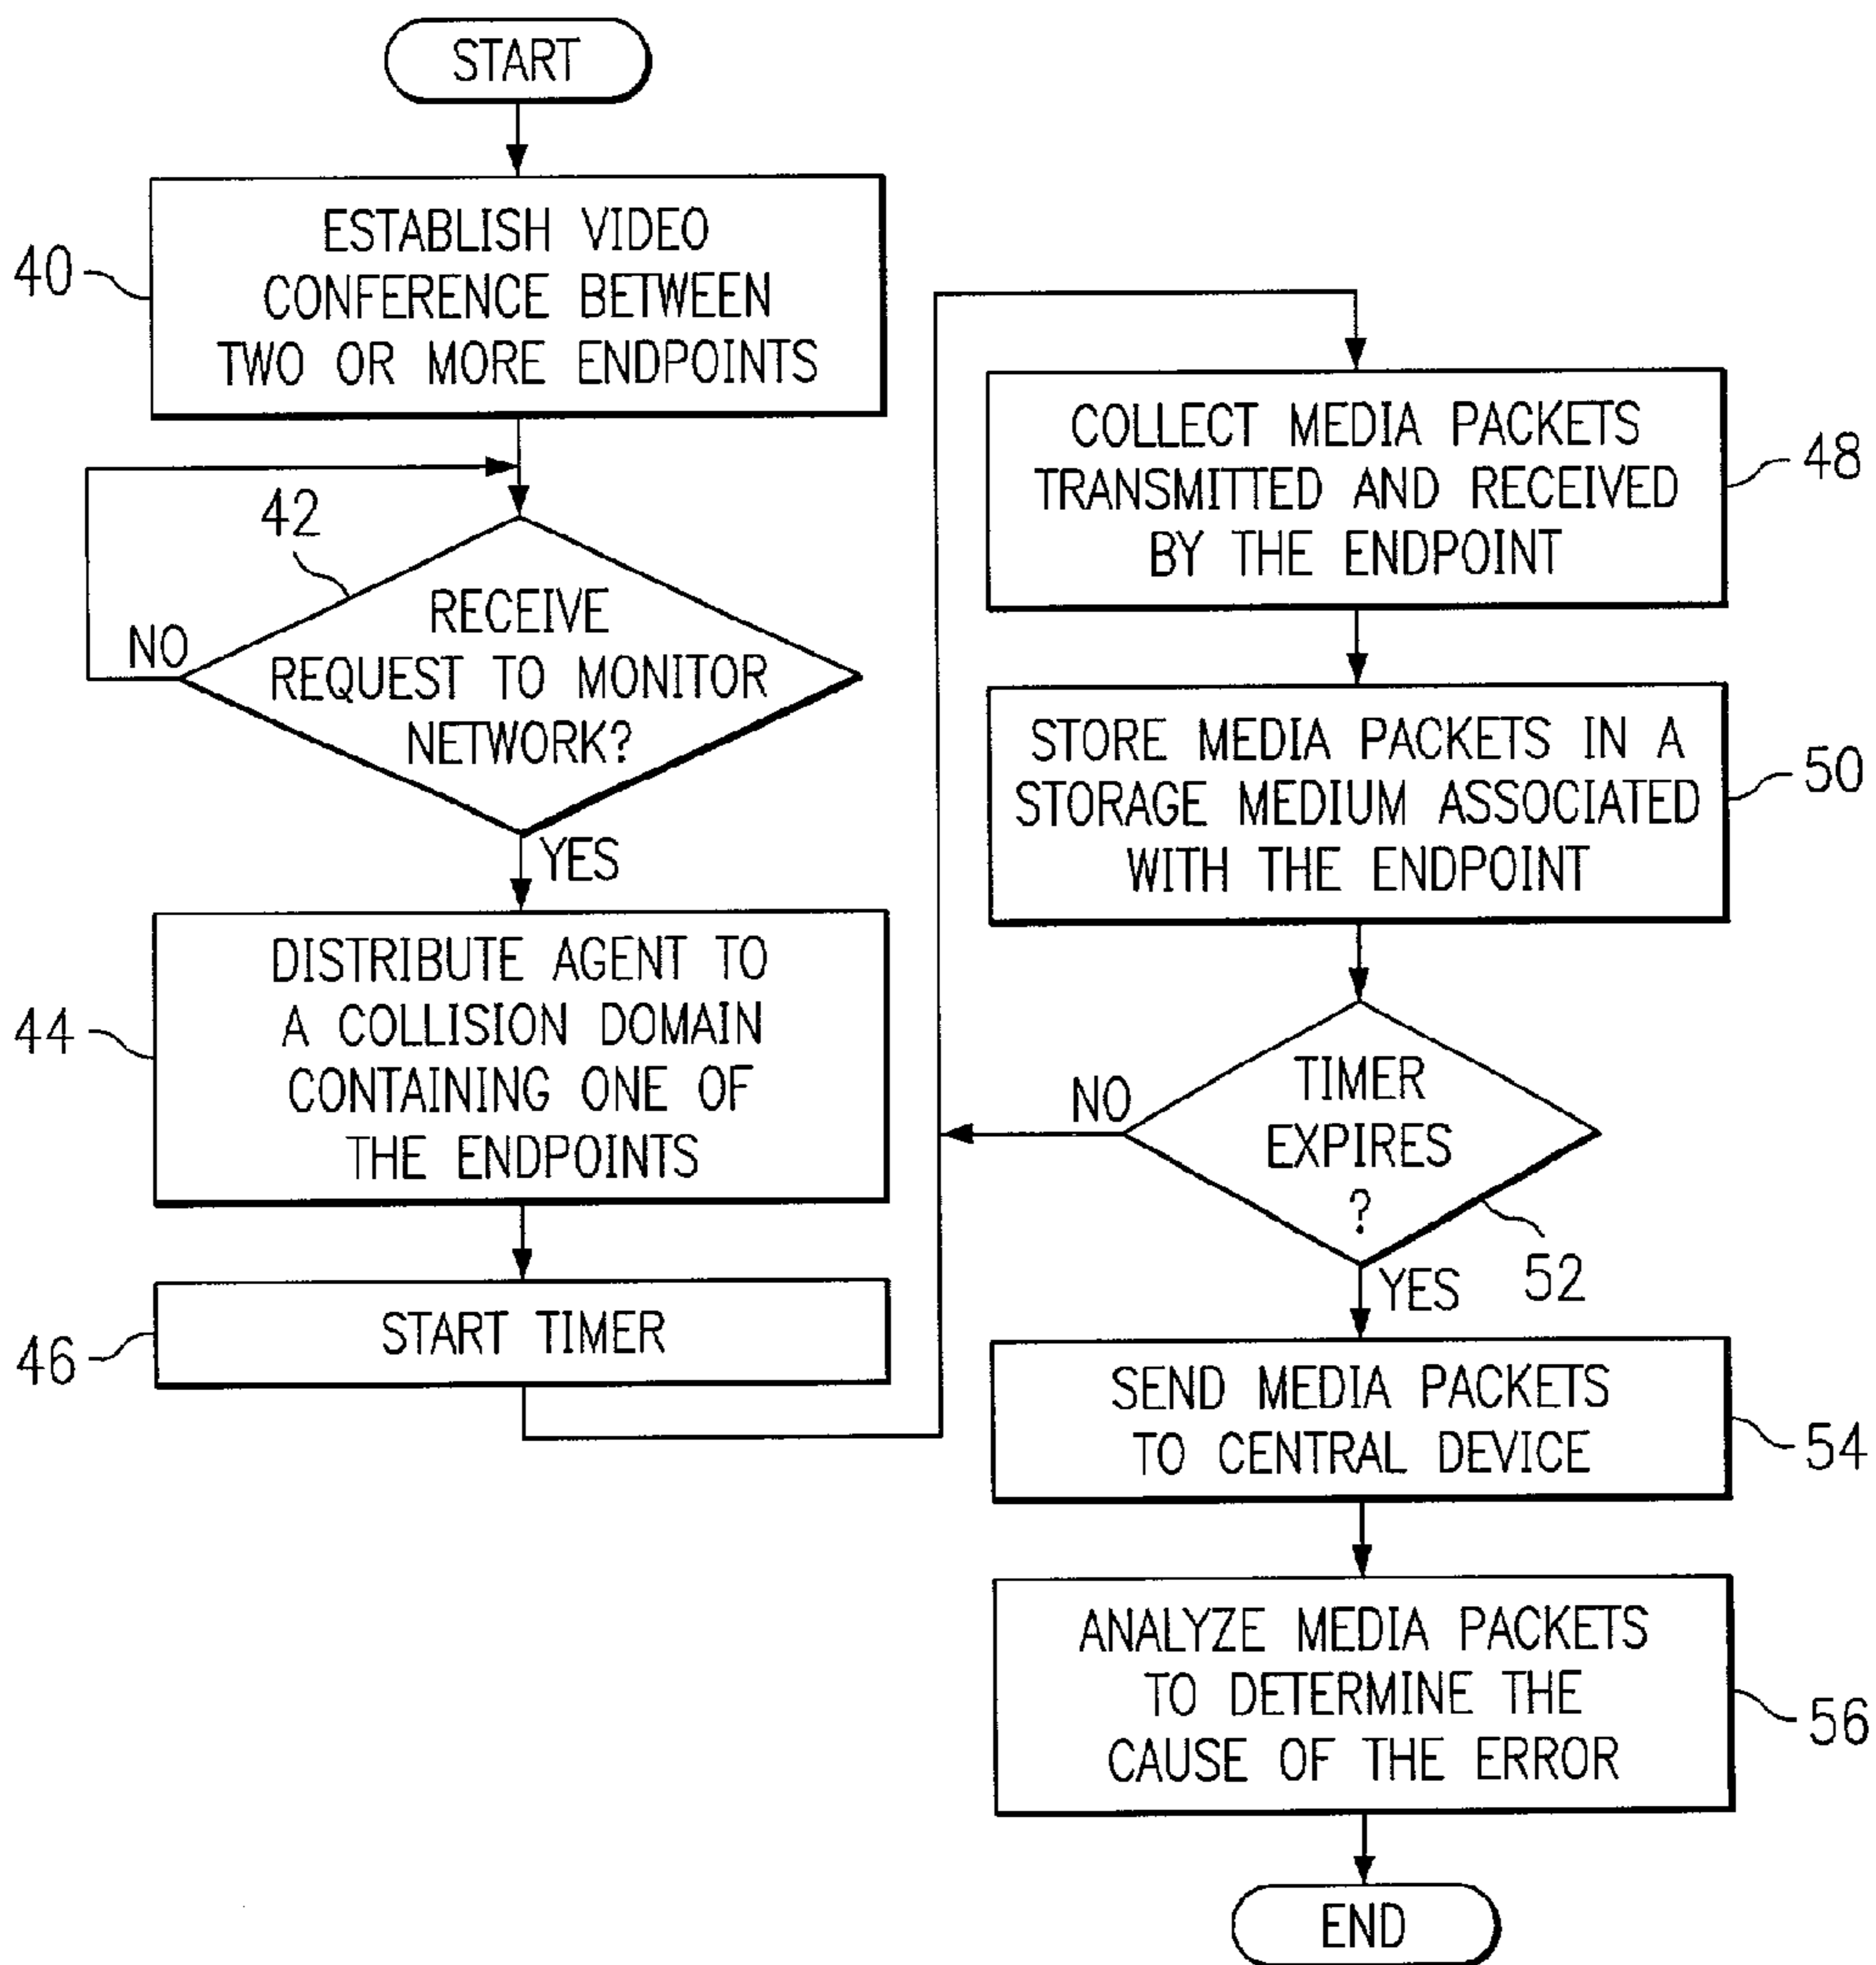 START
40
ESTABLISH VIDEO
CONFERENCE BETWEEN
TWO OR MORE ENDPOINTS
42
RECEIVE
REQUEST TO MONITOR
NETWORK?
NO
YES
44
DISTRIBUTE AGENT TO
A COLLISION DOMAIN
CONTAINING ONE OF
THE ENDPOINTS
46
START TIMER
COLLECT MEDIA PACKETS
TRANSMITTED AND RECEIVED
BY THE ENDPOINT
48
STORE MEDIA PACKETS IN A
STORAGE MEDIUM ASSOCIATED
WITH THE ENDPOINT
50
TIMER
EXPIRES
?
NO
52
YES
SEND MEDIA PACKETS
TO CENTRAL DEVICE
54
ANALYZE MEDIA PACKETS
TO DETERMINE THE
CAUSE OF THE ERROR
56
END